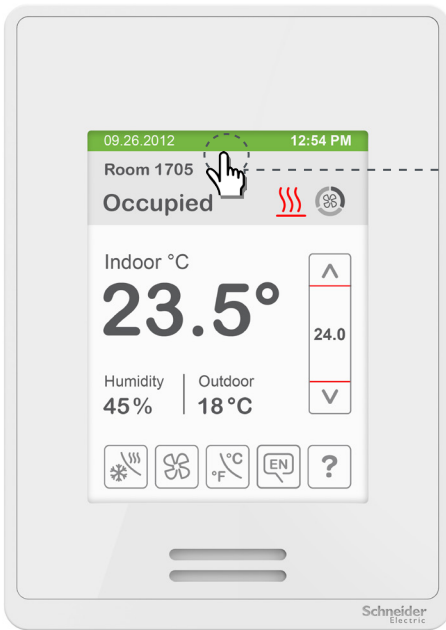 09.26.2012 12:54 PM
Room 1705
Occupied
Indoor °C
23.5°
24.0
Humidity Outdoor
45% 18°C
°F °C EN ?
Schneider
Electric